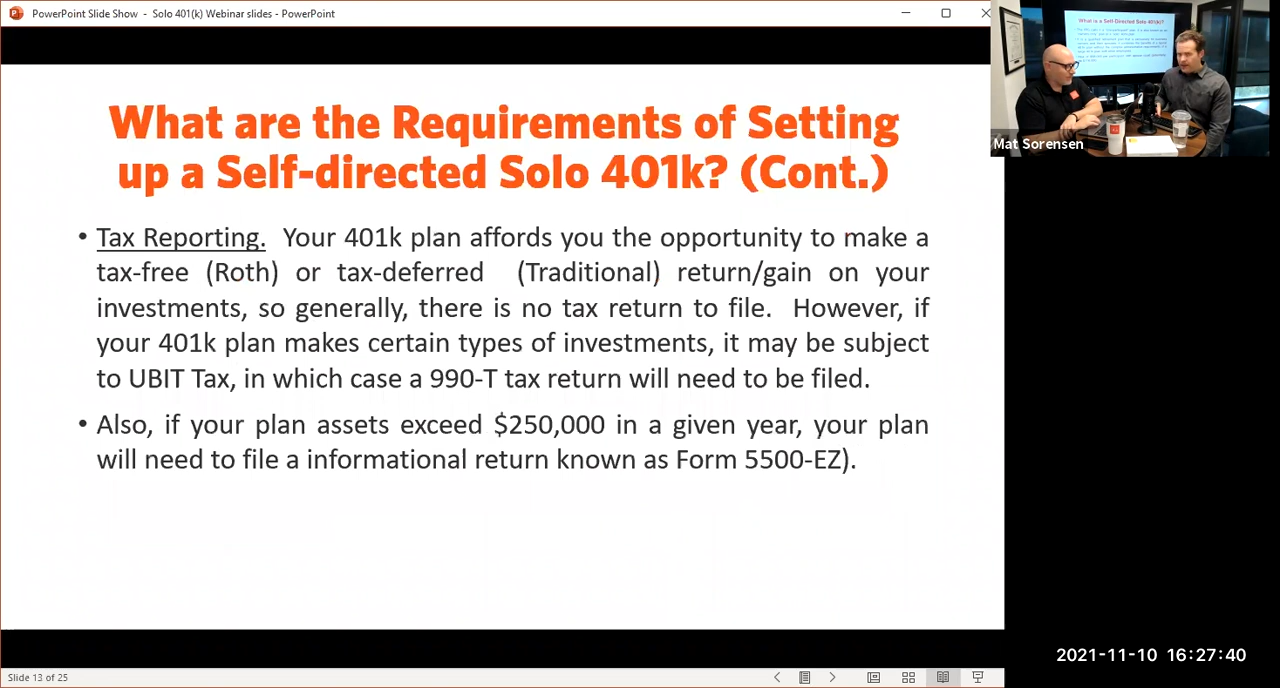 PowerPoint Slide Show - Solo 401(k) Webinar slides - PowerPoint
What is a Self-Directed Solo 401(k)?
Mat Sorensen
What are the Requirements of Setting
up a Self-directed Solo 401k? (Cont.)
• Tax Reporting. Your 401k plan affords you the opportunity to make a
tax-free (Roth) or tax-deferred (Traditional) return/gain on your
investments, so generally, there is no tax return to file. However, if
your 401k plan makes certain types of investments, it may be subject
to UBIT Tax, in which case a 990-T tax return will need to be filed.
• Also, if your plan assets exceed $250,000 in a given year, your plan
will need to file a informational return known as Form 5500-EZ).
2021-11-10 16:27:40
Slide 13 of 25